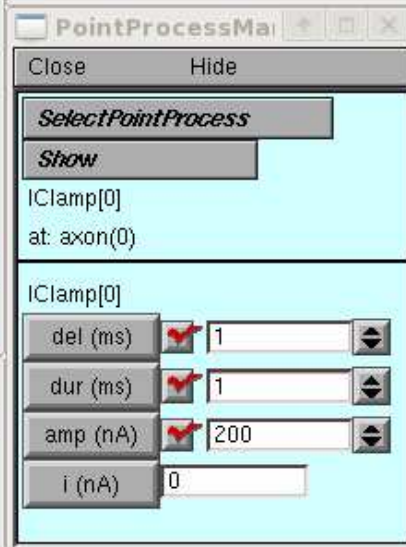 PointProcessMa
Close Hide
SelectPointProcess
Show
IClamp[0]
at: axon(0)
IClamp[0]
del (ms) 1
dur (ms) 1
amp (nA) 200
i (nA) 0